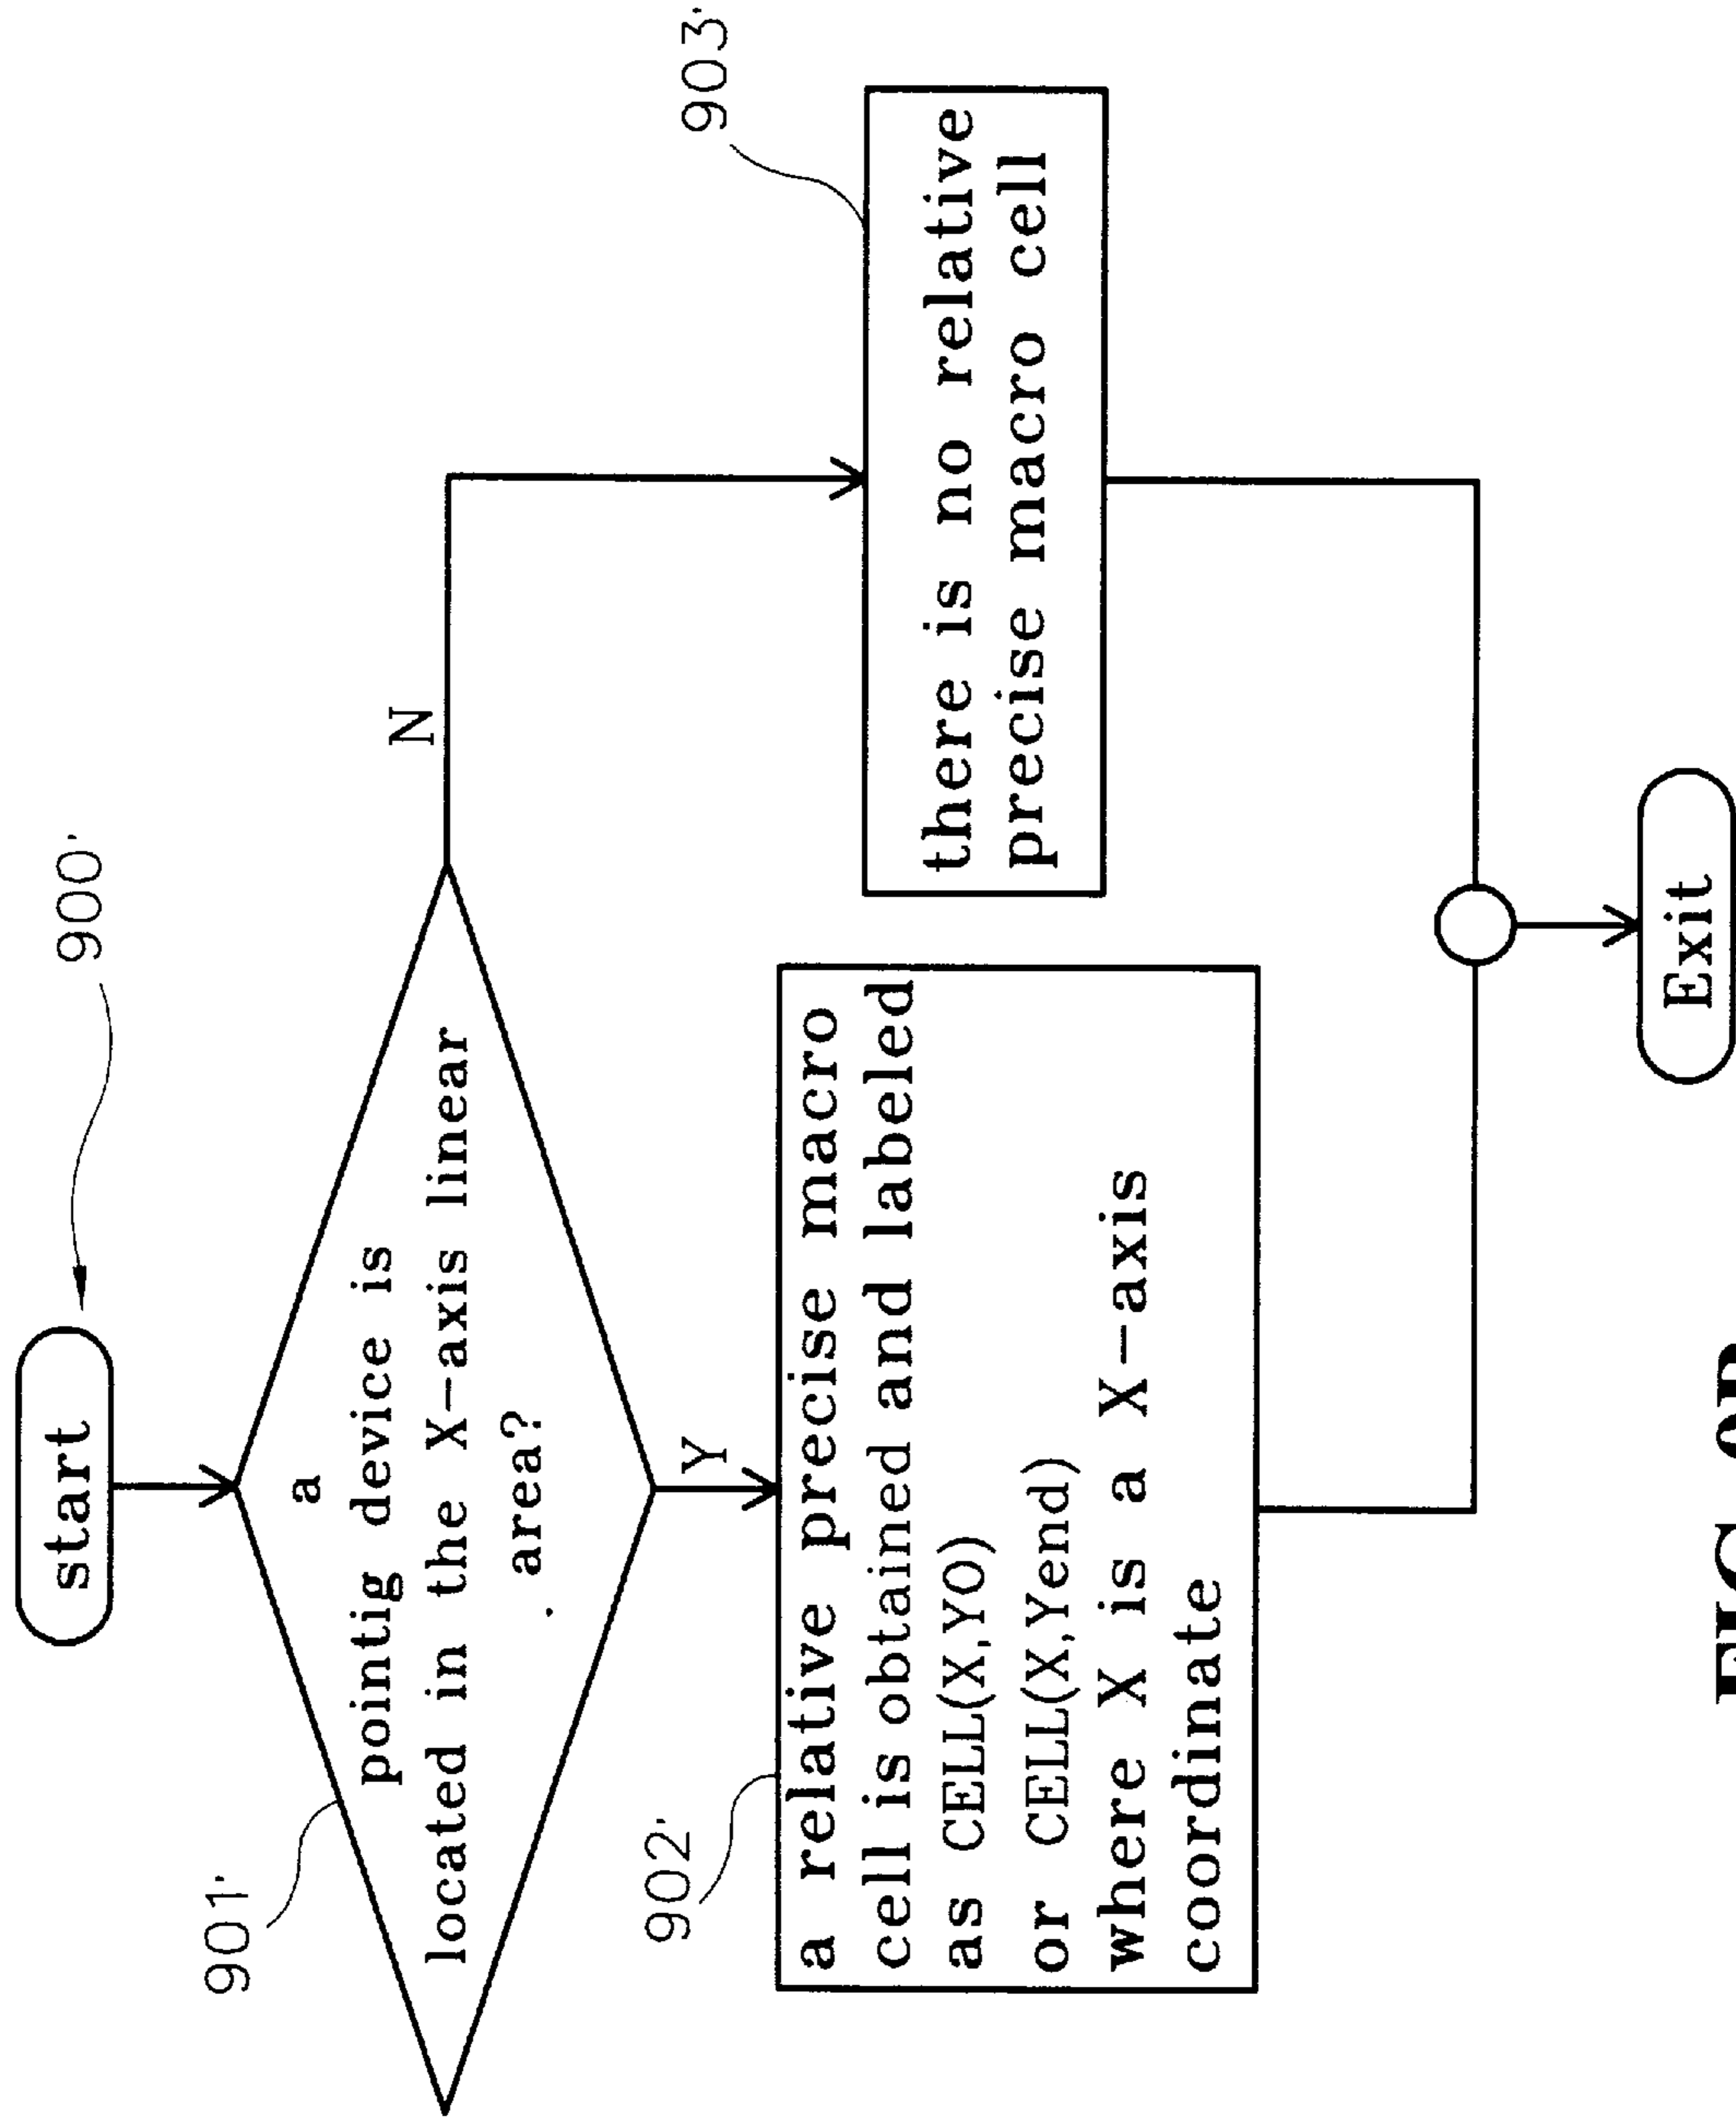 start
900'
901'
a
pointig device is
located in the X-axis linear
area?
N
Y
902'
a relative precise macro
cell is obtained and labeled
as CELL(X,Y0)
or CELL(X,Yend)
where X is a X-axis
coordinate
903'
there is no relative
precise macro cell
Exit